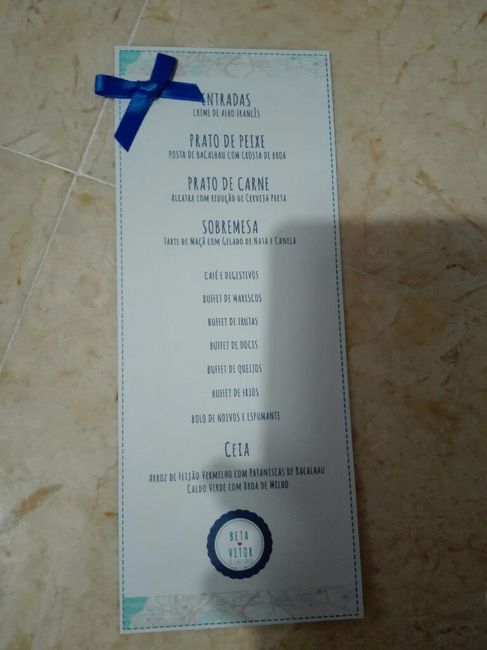 ENTRADAS
CREME DE ALHO FRANCÊS
PRATO DE PEIXE
POSTA DE BACALHAU COM CROSTA DE BROA
PRATO DE CARNE
ALCATRA COM REDUÇÃO DE CERVEJA PRETA
SOBREMESA
TARTE DE MAÇÃ COM GELADO DE NATA E CANELA
CAFÉ E DIGESTIVOS
BUFFET DE MARISCOS
BUFFET DE FRUTAS
BUFFET DE DOCES
BUFFET DE QUEIJOS
BUFFET DE FRIOS
BOLO DE NOIVOS E ESPUMANTE
CEIA
ARROZ DE FEIJÃO VERMELHO COM PATANISCAS DE BACALHAU
CALDO VERDE COM BROA DE MILHO
BETA
VITOR